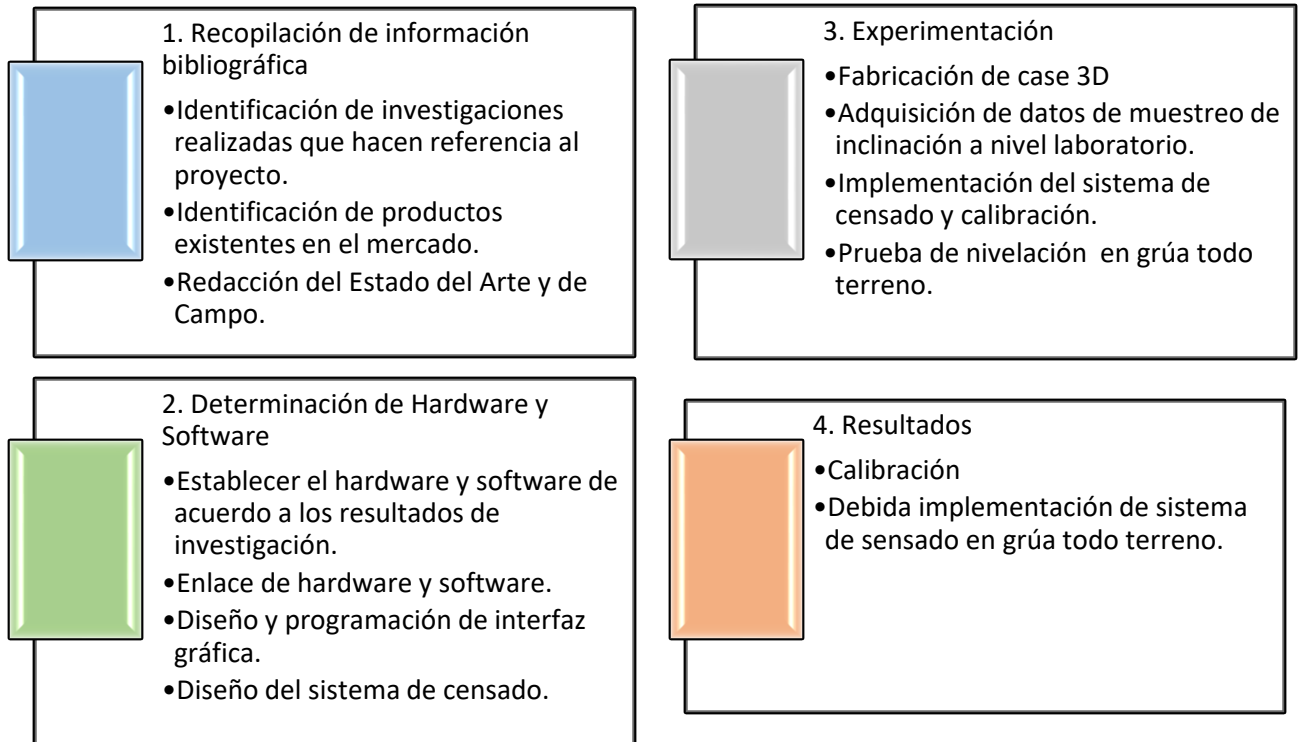 1. Recopilación de información
bibliográfica
•Identificación de investigaciones
realizadas que hacen referencia al
proyecto.
•Identificación de productos
existentes en el mercado.
•Redacción del Estado del Arte y de
Campo.
2. Determinación de Hardware y
Software
•Establecer el hardware y software de
acuerdo a los resultados de
investigación.
•Enlace de hardware y software.
•Diseño y programación de interfaz
gráfica.
•Diseño del sistema de censado.
3. Experimentación
•Fabricación de case 3D
•Adquisición de datos de muestreo de
inclinación a nivel laboratorio.
•Implementación del sistema de
censado y calibración.
•Prueba de nivelación en grúa todo
terreno.
4. Resultados
•Calibración
•Debida implementación de sistema
de sensado en grúa todo terreno.